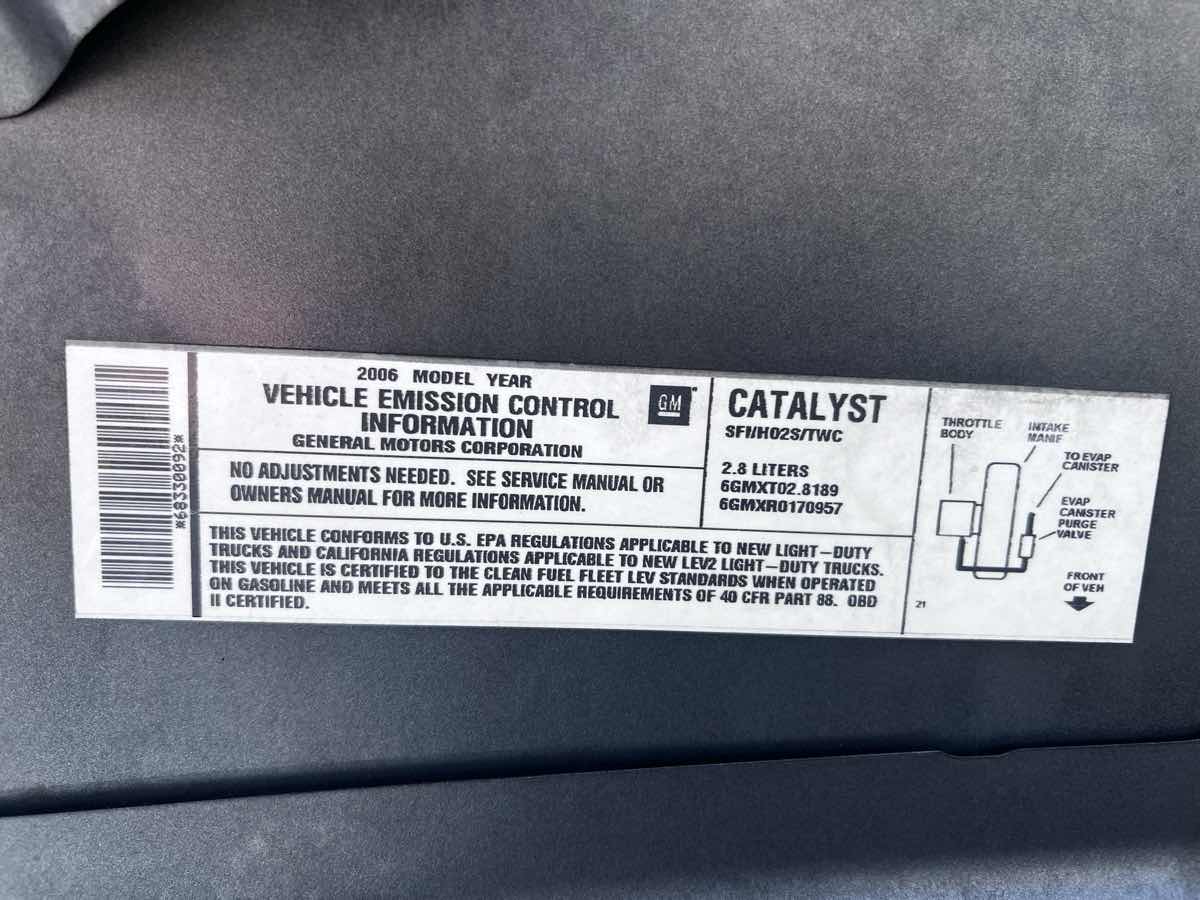 *6833OO92*
2006 MODEL YEAR
VEHICLE EMISSION CONTROL
INFORMATION
GENERAL MOTORS CORPORATION
GM
NO ADJUSTMENTS NEEDED. SEE SERVICE MANUAL OR
OWNERS MANUAL FOR MORE INFORMATION.
CATALYST
SFI/HO2S/TWC
2.8 LITERS
6GMXT02.8189
6GMXR0170957
THIS VEHICLE CONFORMS TO U.S. EPA REGULATIONS APPLICABLE TO NEW LIGHT-DUTY
TRUCKS AND CALIFORNIA REGULATIONS APPLICABLE TO NEW LEV2 LIGHT-DUTY TRUCKS.
THIS VEHICLE IS CERTIFIED TO THE CLEAN FUEL FLEET LEV STANDARDS WHEN OPERATED
ON GASOLINE AND MEETS ALL THE APPLICABLE REQUIREMENTS OF 40 CFR PART 88. OBD
II CERTIFIED.
THROTTLE
BODY
INTAKE
MANIF
TO EVAP
CANISTER
EVAP
CANISTER
PURGE
VALVE
FRONT
OF VEH
21